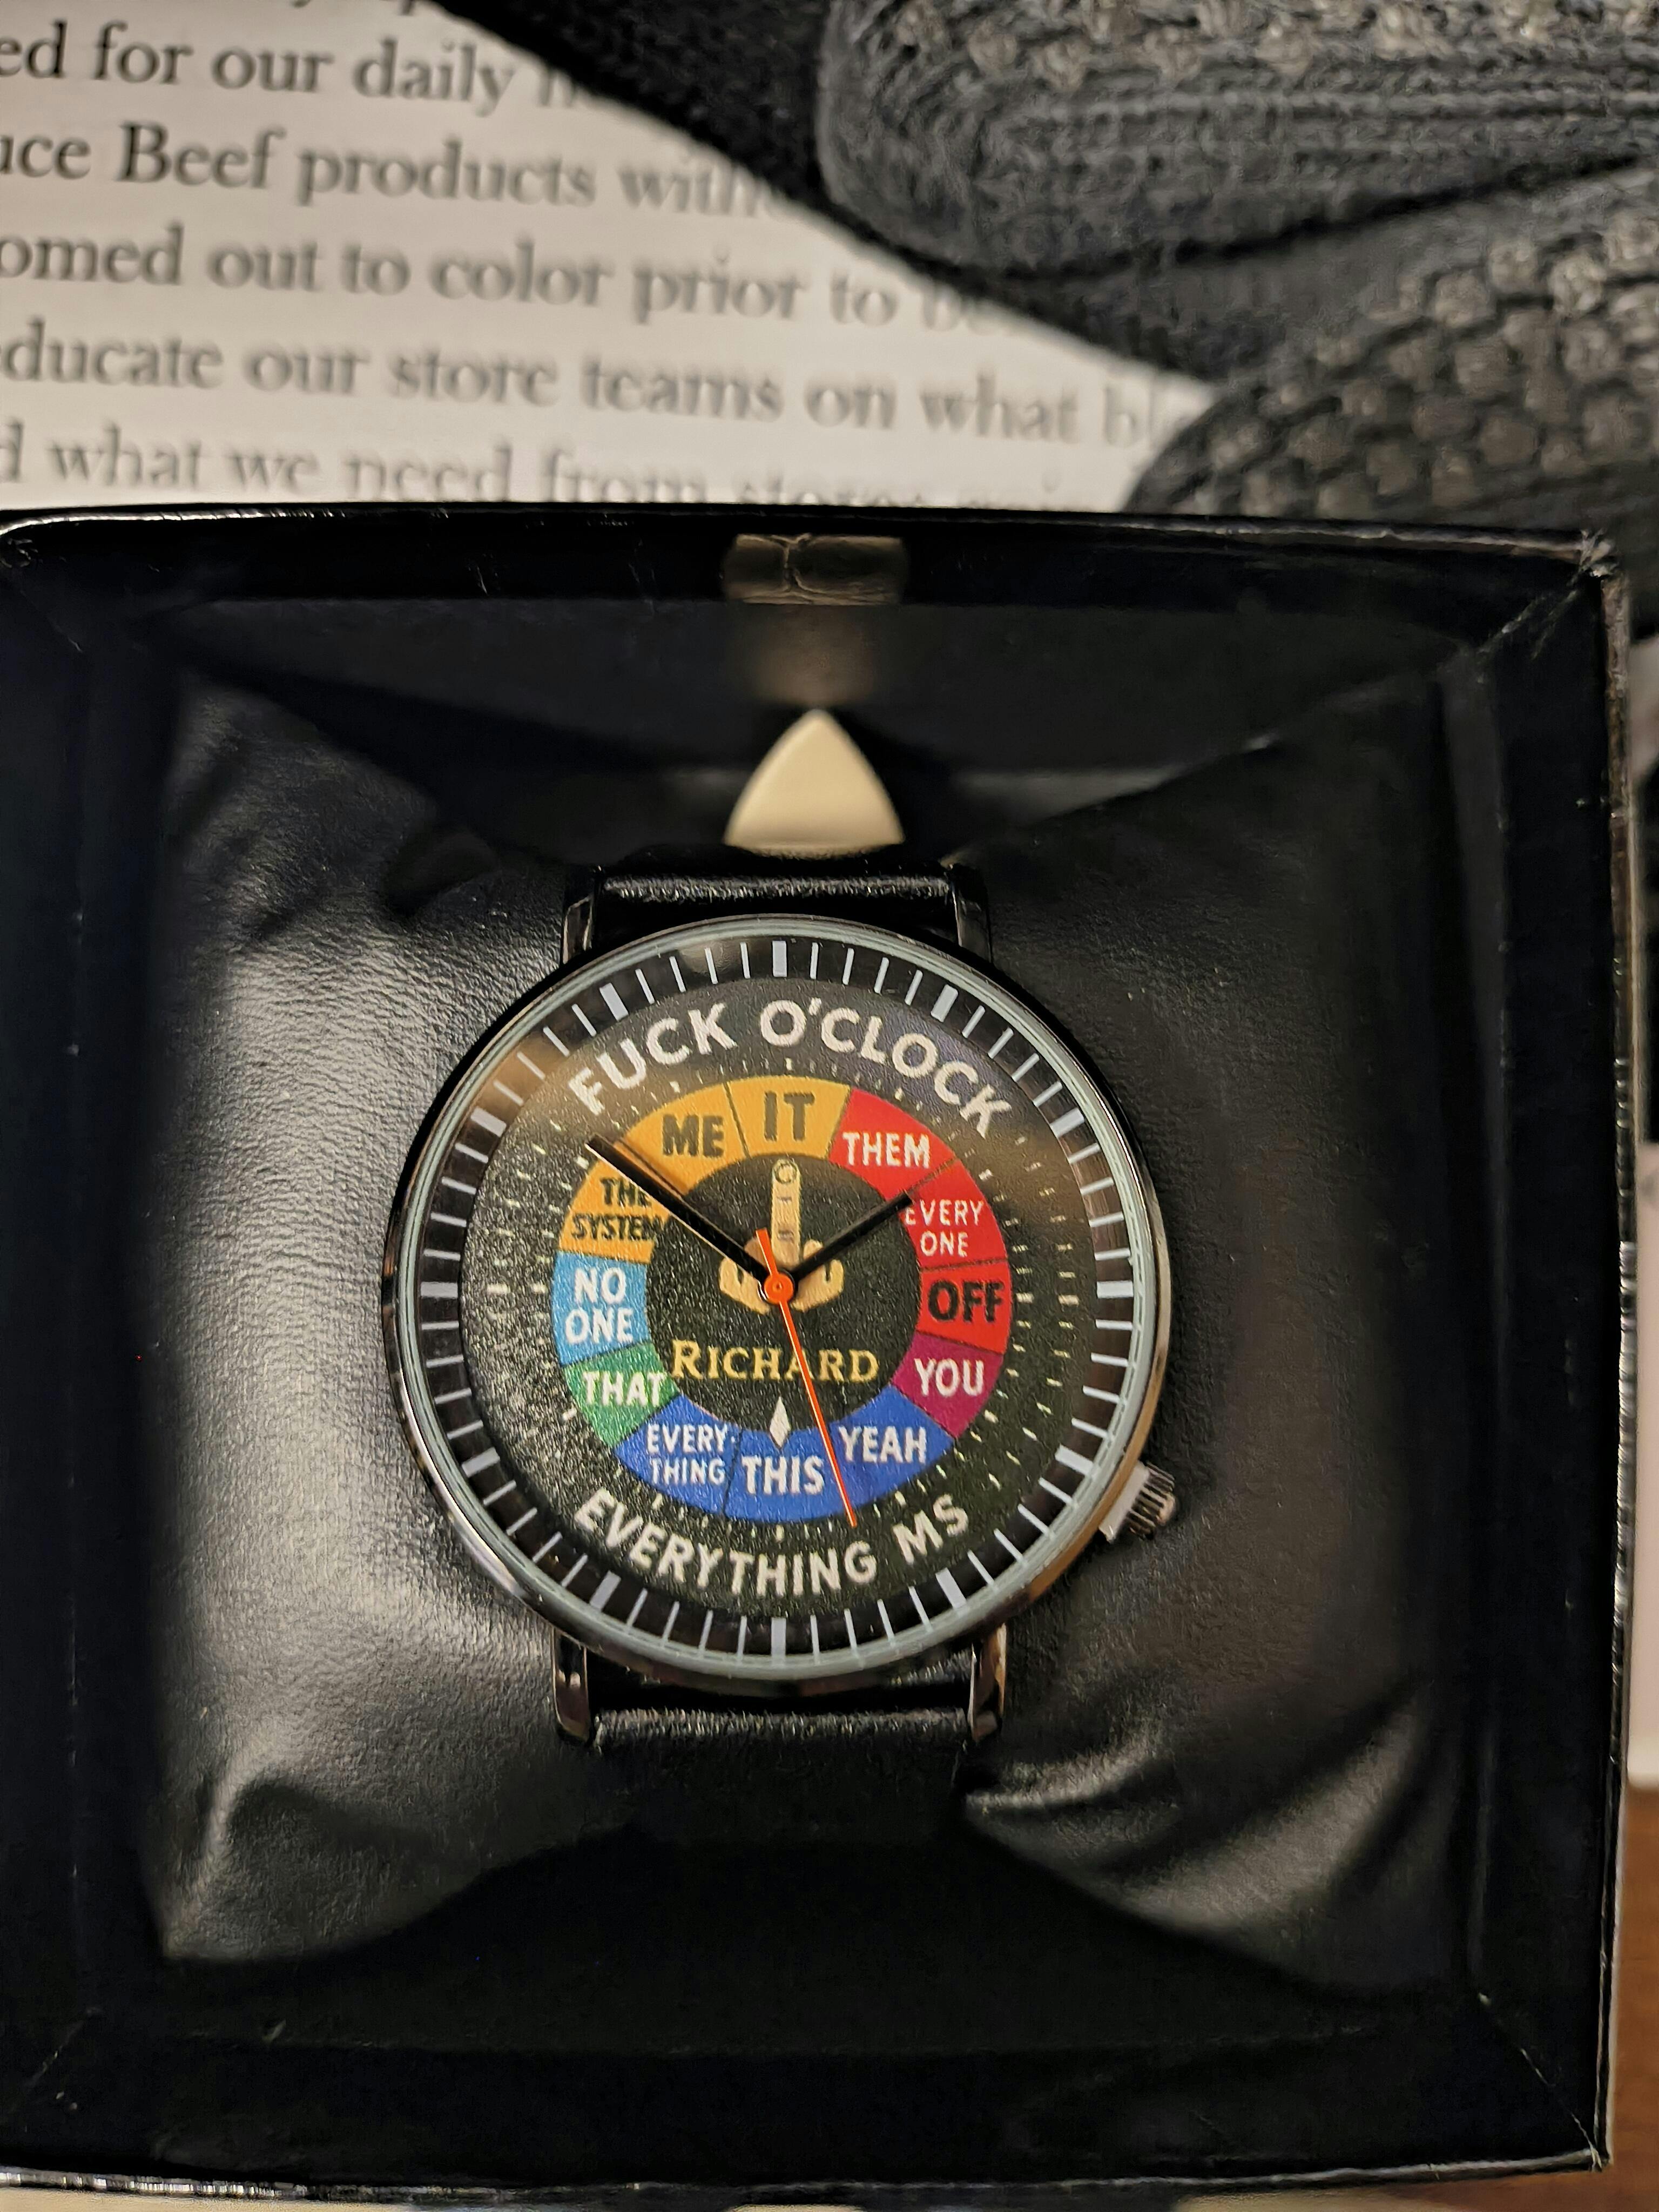 ed for our daily
uce Beef products
omed out to color prior to
educate our store teams on what
d what we need from
FUCK O'CLOCK
IT
THEM
EVERY
ONE
OFF
YOU
YEAH
THIS
EVERY-
THING
THAT
NO
ONE
THE
SYSTEM
ME
RICHARD
EVERYTHING MS